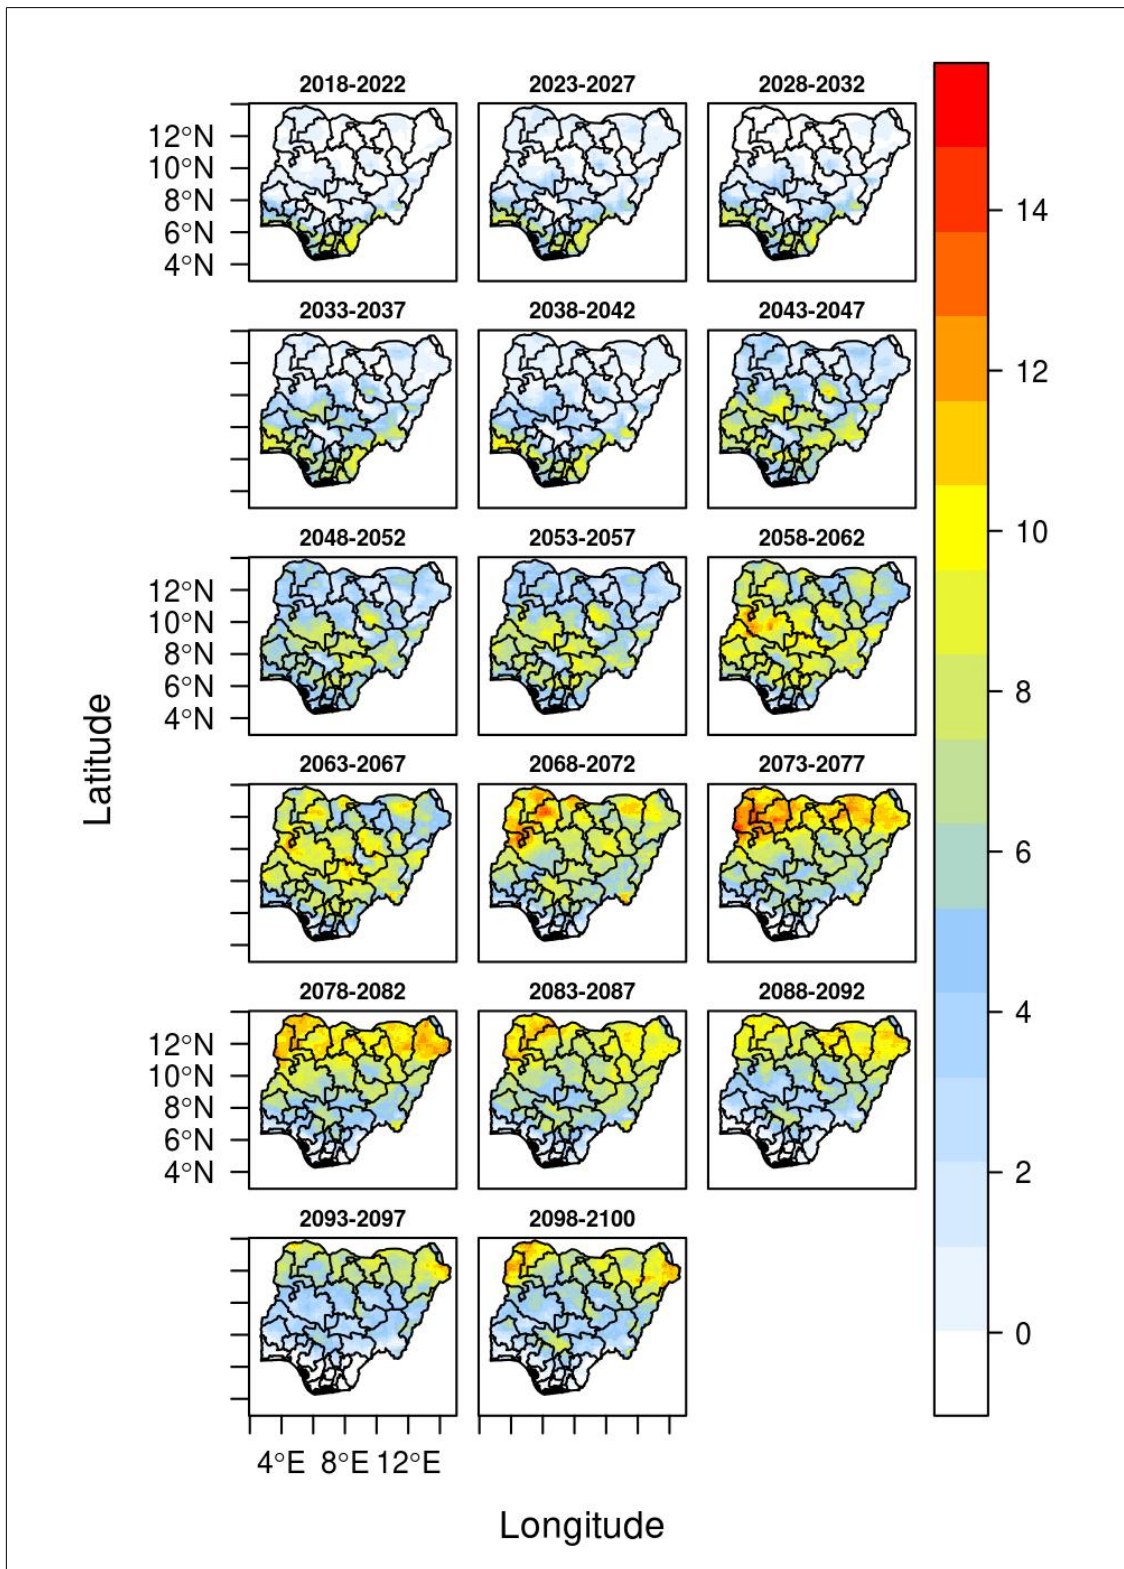 2018-2022 2023-2027 2028-2032
12°N
10°N
8°N
6°N
4°N
2033-2037 2038-2042 2043-2047
2048-2052 2053-2057 2058-2062
12°N
10°N
8°N
6°N
4°N
2063-2067 2068-2072 2073-2077
2078-2082 2083-2087 2088-2092
12°N
10°N
8°N
6°N
4°N
2093-2097 2098-2100
4°E 8°E 12°E
Latitude
Longitude
14
12
10
8
6
4
2
0